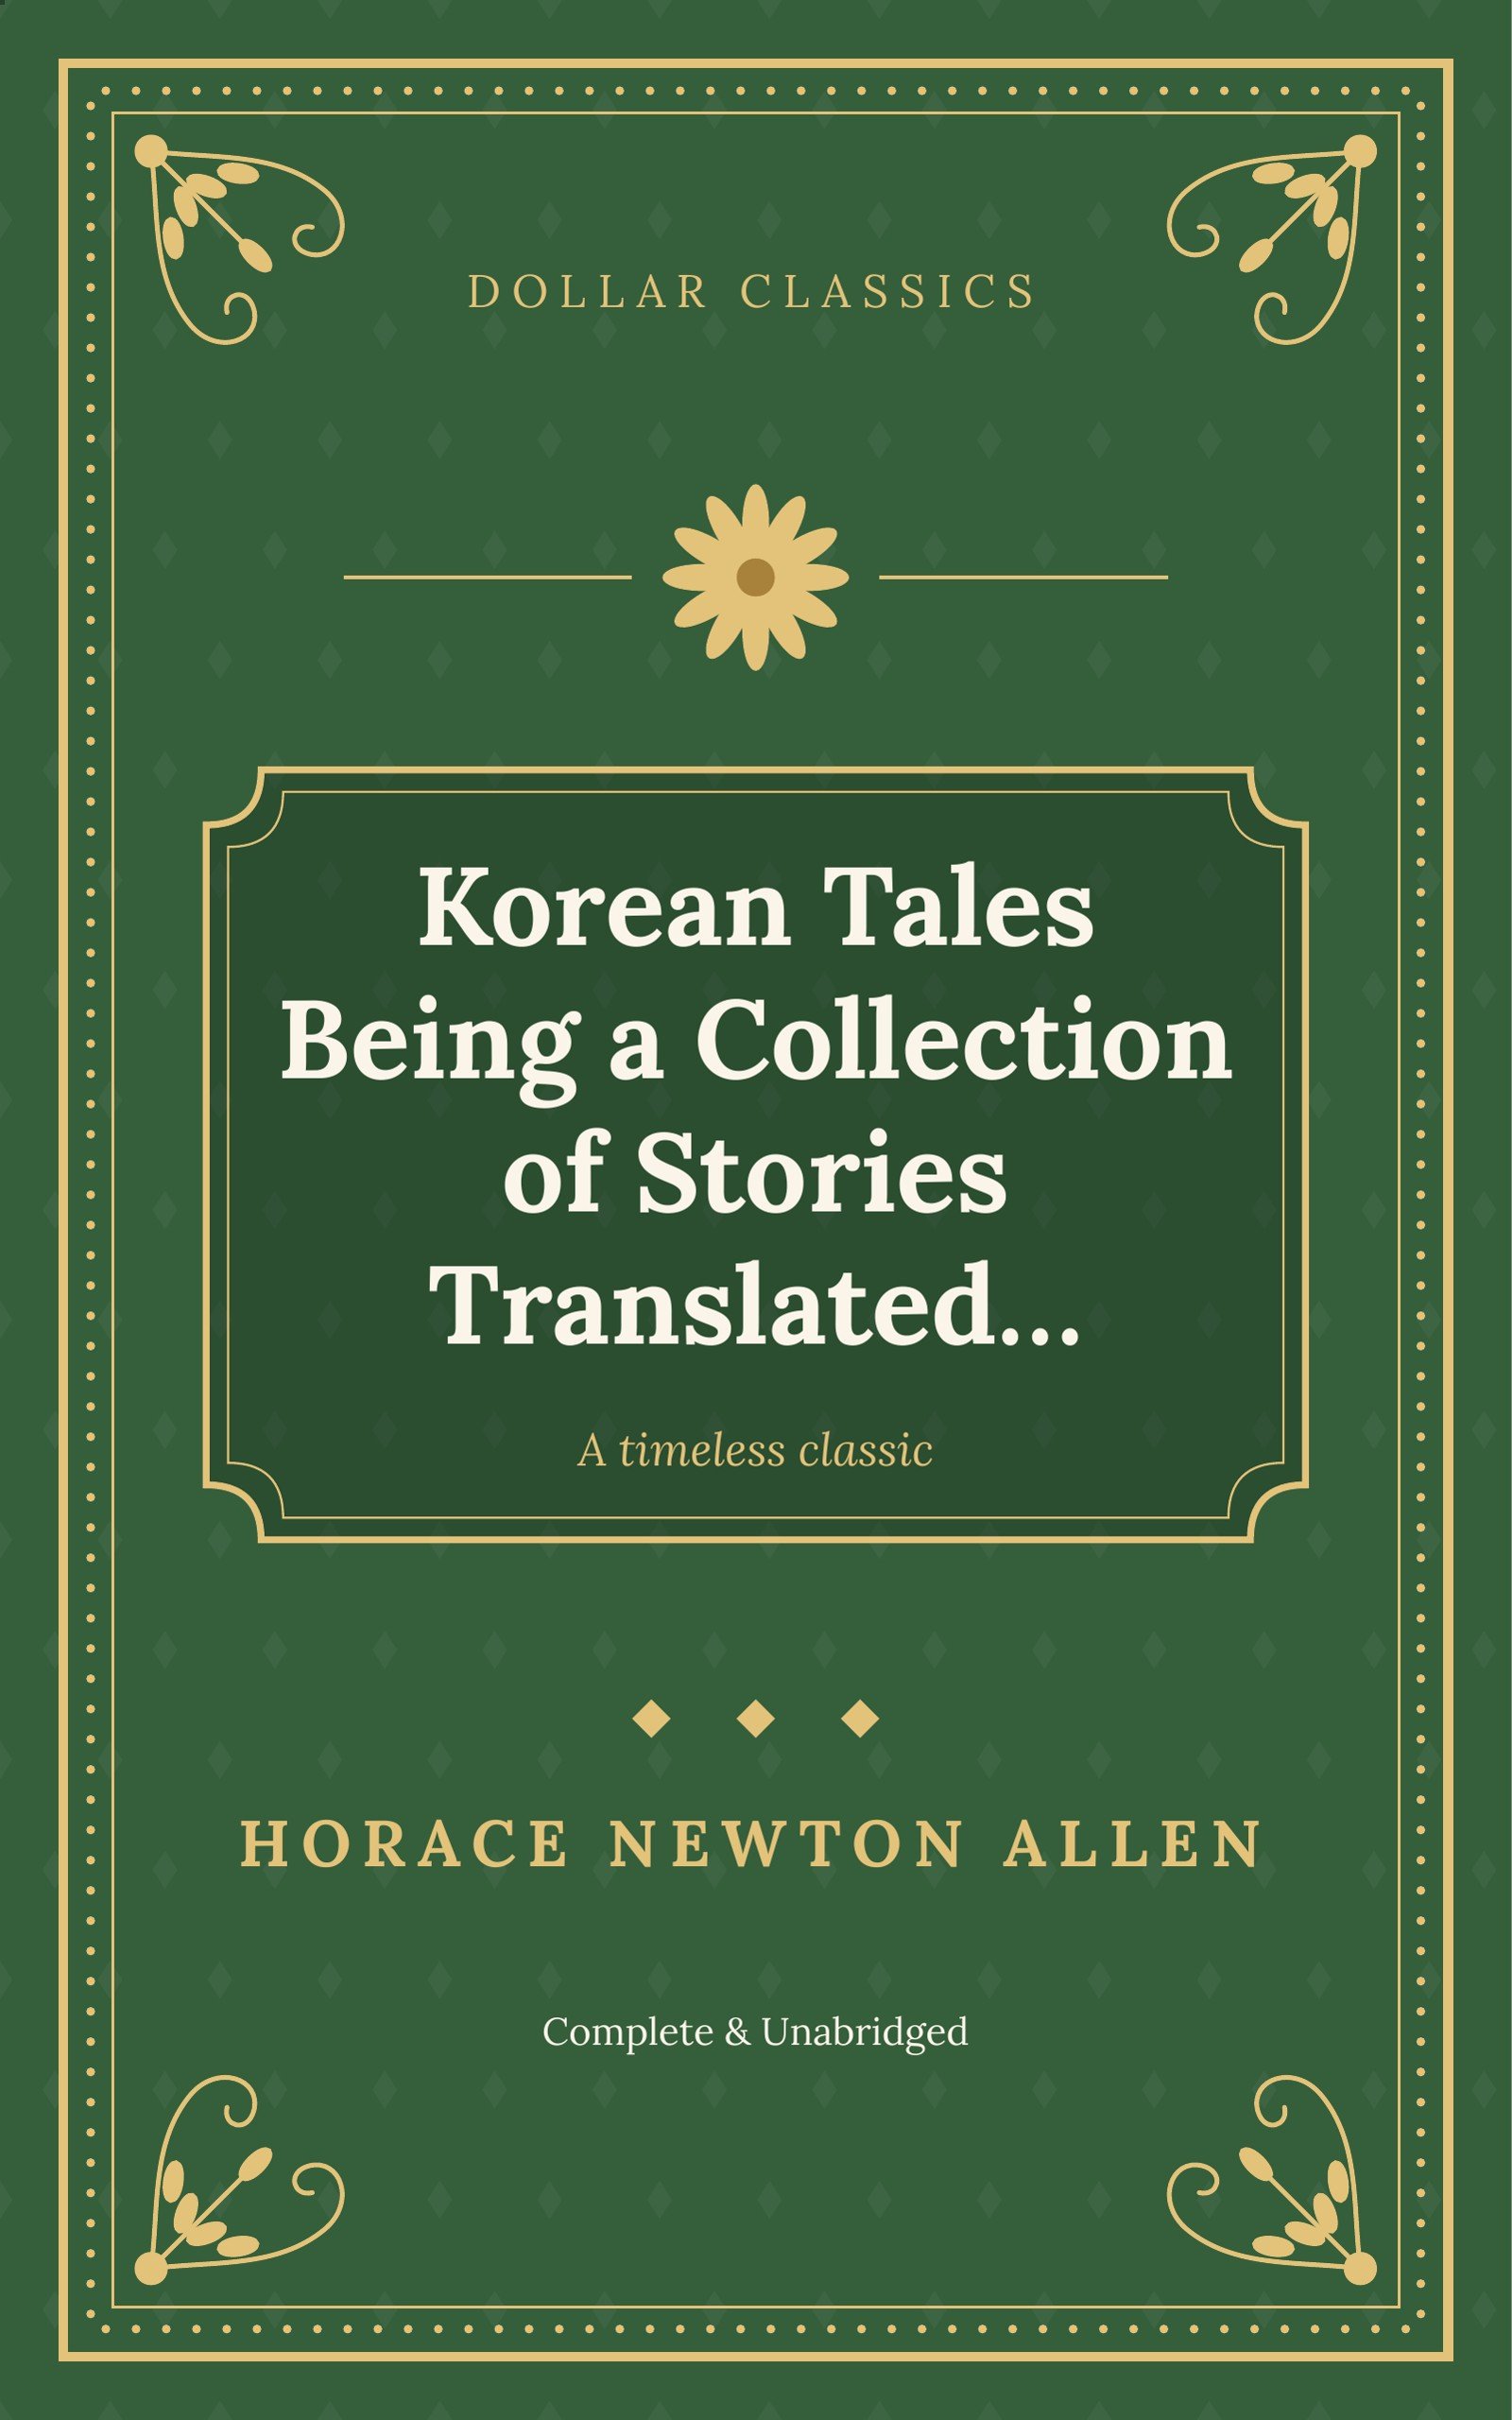 DOLLAR CLASSICS
Korean Tales
Being a Collection
of Stories
Translated...
A timeless classic
HORACE NEWTON ALLEN
Complete & Unabridged